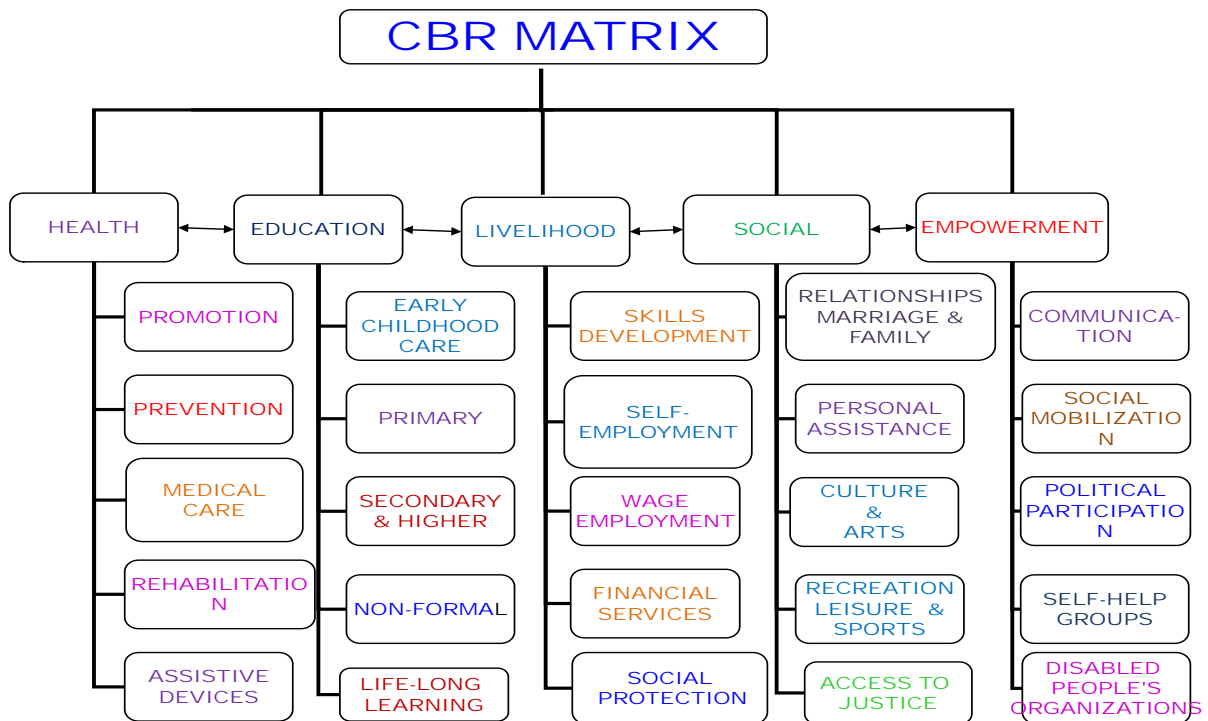 CBR MATRIX
HEALTH
EDUCATION
LIVELIHOOD
SOCIAL
EMPOWERMENT
PROMOTION
PREVENTION
MEDICAL
CARE
REHABILITATIO
N
ASSISTIVE
DEVICES
EARLY
CHILDHOOD
CARE
PRIMARY
SECONDARY
& HIGHER
NON-FORMAL
LIFE-LONG
LEARNING
SKILLS
DEVELOPMENT
SELF-
EMPLOYMENT
WAGE
EMPLOYMENT
FINANCIAL
SERVICES
SOCIAL
PROTECTION
RELATIONSHIPS
MARRIAGE &
FAMILY
PERSONAL
ASSISTANCE
CULTURE
&
ARTS
RECREATION
LEISURE &
SPORTS
ACCESS TO
JUSTICE
COMMUNICA-
TION
SOCIAL
MOBILIZATIO
N
POLITICAL
PARTICIPATIO
N
SELF-HELP
GROUPS
DISABLED
PEOPLE'S
ORGANIZATIONS